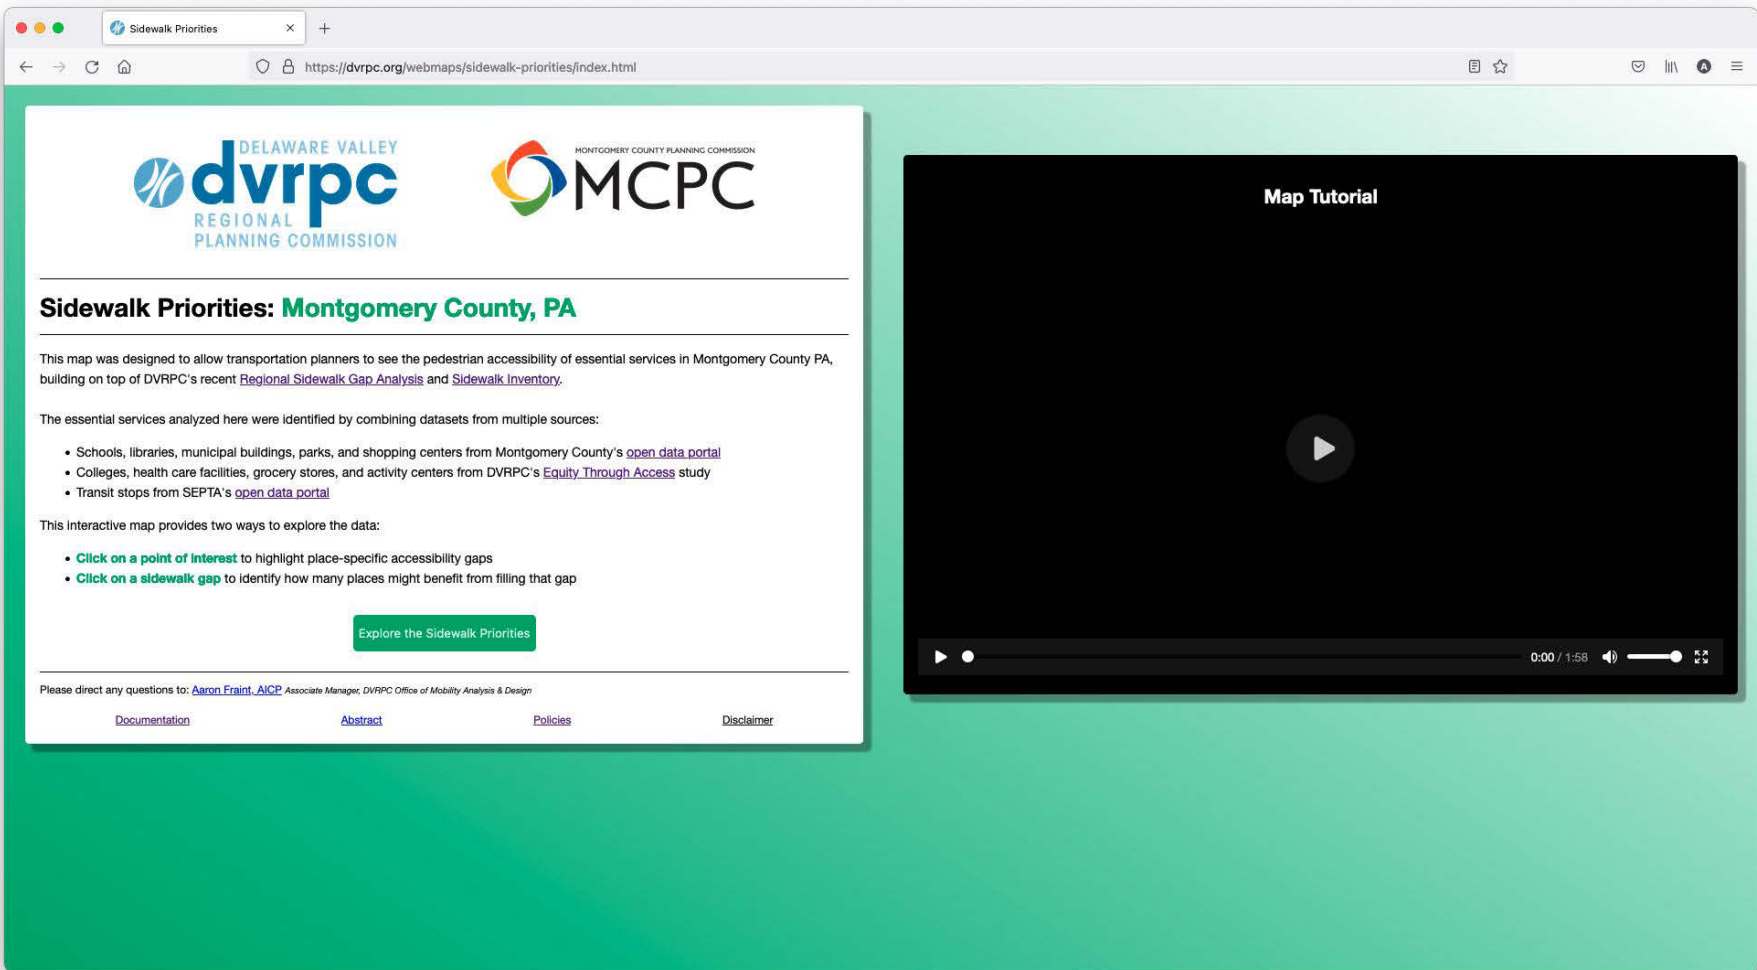 Sidewalk Priorities
https://dvrpc.org/webmaps/sidewalk-priorities/index.html
A
DELAWARE VALLEY
dvrpc
REGIONAL
PLANNING COMMISSION
MONTGOMERY COUNTY PLANNING COMMISSION
MCPC
Sidewalk Priorities: Montgomery County, PA
This map was designed to allow transportation planners to see the pedestrian accessibility of essential services in Montgomery County PA,
building on top of DVRPC's recent Regional Sidewalk Gap Analysis and Sidewalk Inventory.
The essential services analyzed here were identified by combining datasets from multiple sources:
• Schools, libraries, municipal buildings, parks, and shopping centers from Montgomery County's open data portal
• Colleges, health care facilities, grocery stores, and activity centers from DVRPC's Equity Through Access study
• Transit stops from SEPTA's open data portal
This interactive map provides two ways to explore the data:
• Click on a point of interest to highlight place-specific accessibility gaps
• Click on a sidewalk gap to identify how many places might benefit from filling that gap
Explore the Sidewalk Priorities
Please direct any questions to: Aaron Fraint, AICP Associate Manager, DVRPC Office of Mobility Analysis & Design
Documentation Abstract Policies Disclaimer
Map Tutorial
0:00 / 1:58